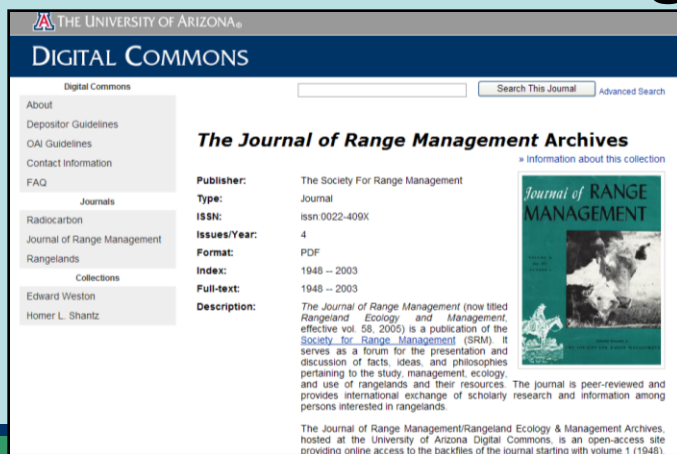 THE UNIVERSITY OF ARIZONA®
DIGITAL COMMONS
Digital Commons
About
Depositor Guidelines
OAI Guidelines
Contact Information
FAQ
Journals
Radiocarbon
Journal of Range Management
Rangelands
Collections
Edward Weston
Homer L. Shantz
Search This Journal
Advanced Search
The Journal of Range Management Archives
» Information about this collection
Publisher: The Society For Range Management
Type: Journal
ISSN: issn:0022-409X
Issues/Year: 4
Format: PDF
Index: 1948 -- 2003
Full-text: 1948 -- 2003
Description: The Journal of Range Management (now titled
Rangeland Ecology and Management,
effective vol. 58, 2005) is a publication of the
Society for Range Management (SRM). It
serves as a forum for the presentation and
discussion of facts, ideas, and philosophies
pertaining to the study, management, ecology,
and use of rangelands and their resources. The journal is peer-reviewed and
provides international exchange of scholarly research and information among
persons interested in rangelands.
The Journal of Range Management/Rangeland Ecology & Management Archives,
hosted at the University of Arizona Digital Commons, is an open-access site
providing online access to the backfiles of the journal starting with volume 1 (1948).
Journal of RANGE
MANAGEMENT